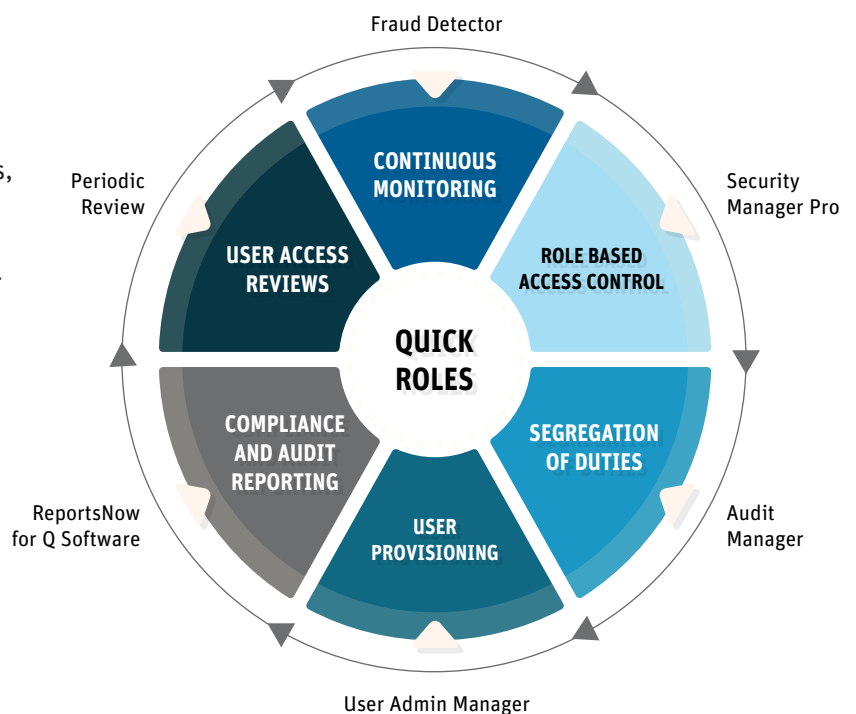 Fraud Detector
CONTINUOUS
MONITORING
s,
Periodic
Review
Security
Manager Pro
USER ACCESS
REVIEWS
ROLE BASED
ACCESS CONTROL
QUICK
ROLES
COMPLIANCE
AND AUDIT
REPORTING
SEGREGATION
OF DUTIES
ReportsNow
for Q Software
USER
PROVISIONING
Audit
Manager
User Admin Manager